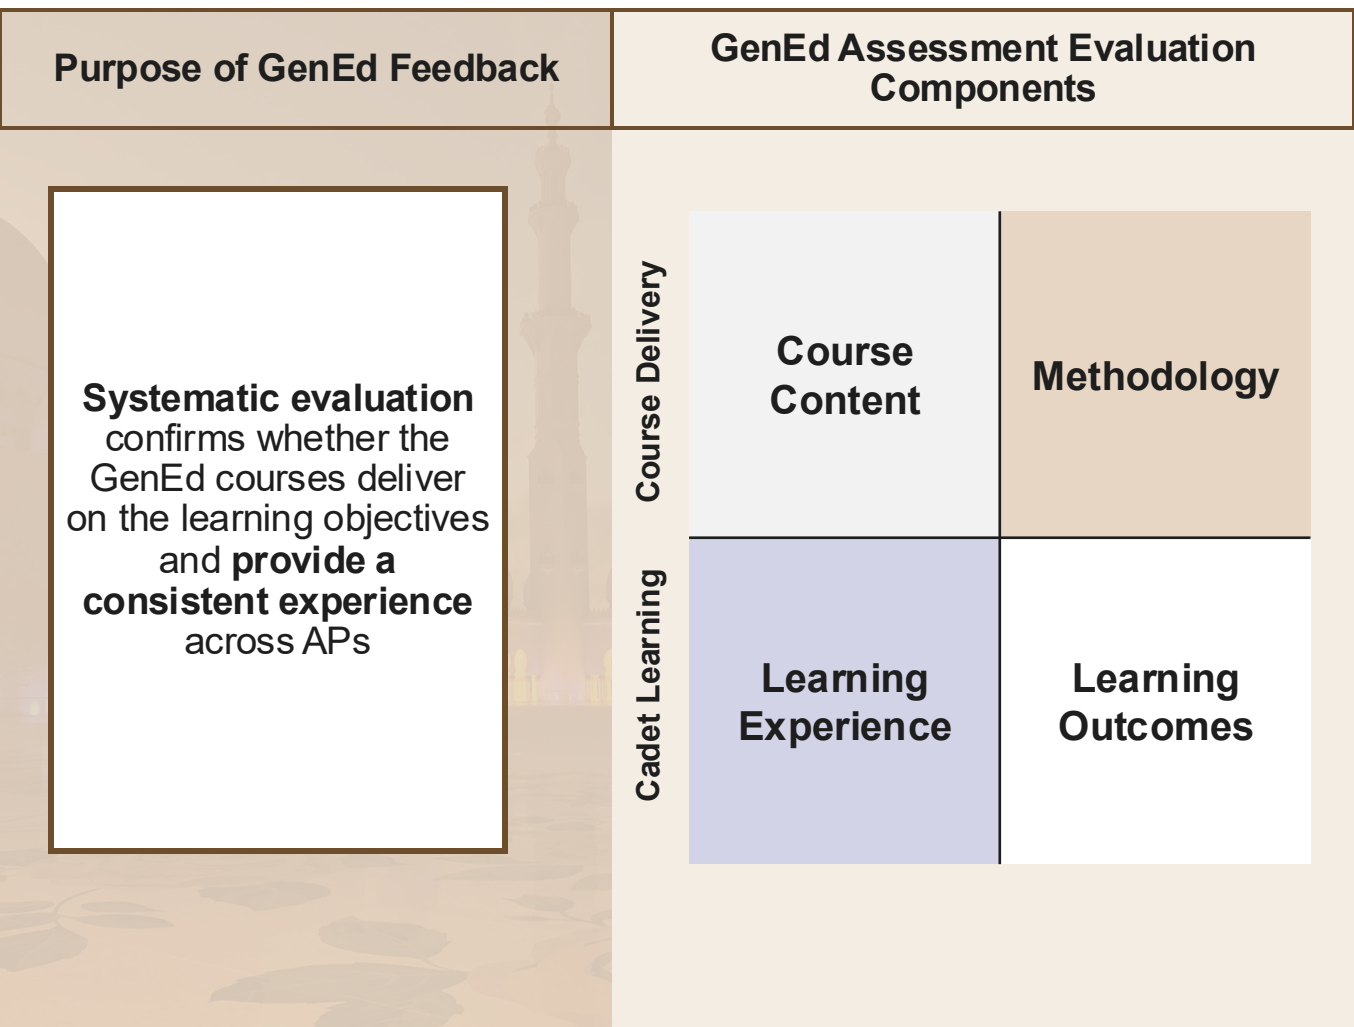 Purpose of GenEd Feedback
GenEd Assessment Evaluation
Components
Systematic evaluation
confirms whether the
GenEd courses deliver
on the learning objectives
and provide a
consistent experience
across APs
Course Delivery
Course
Content
Methodology
Cadet Learning
Learning
Experience
Learning
Outcomes